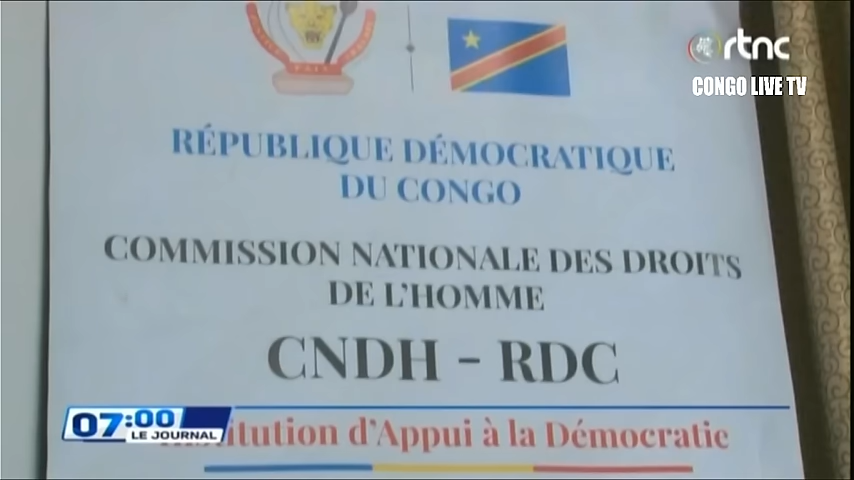 rtnc
CONGO LIVE TV
RÉPUBLIQUE DÉMOCRATIQUE
DU CONGO
COMMISSION NATIONALE DES DROITS
DE L'HOMME
CNDH - RDC
d'Appui à la Démocratie
07:00
LE JOURNAL